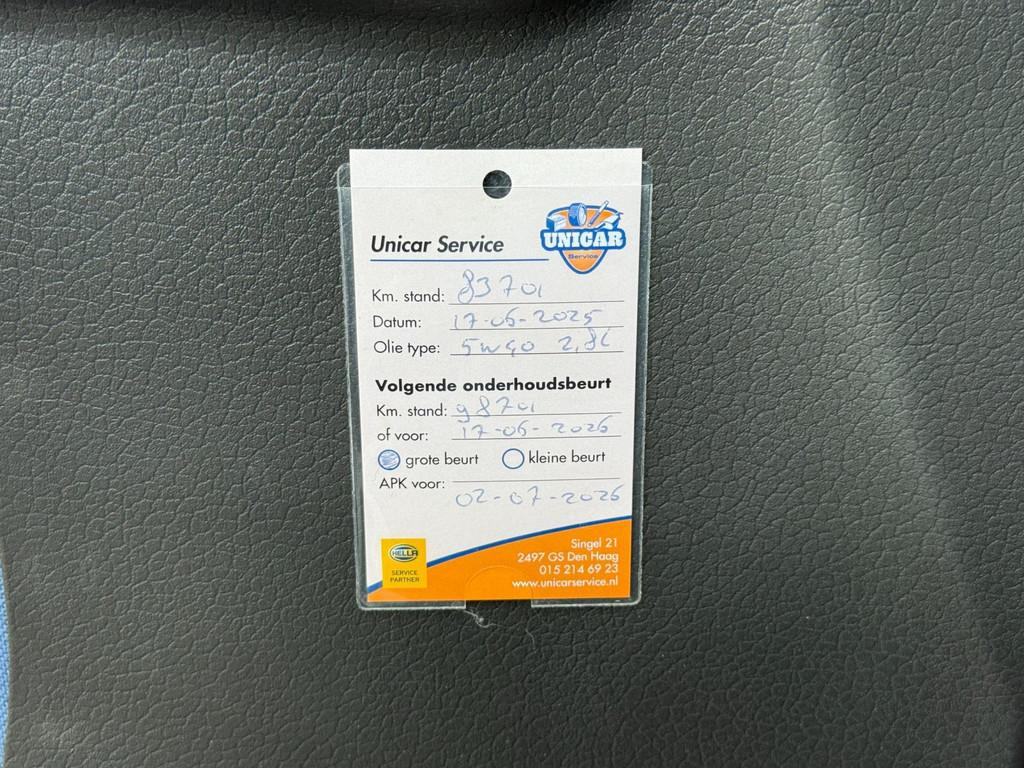 Unicar Service
UNICAR
Service
Km. stand: 83701
Datum: 17-06-2025
Olie type: 5W40 2,8L
Volgende onderhoudsbeurt
Km. stand: 98701
of voor: 17-06-2026
grote beurt kleine beurt
APK voor:
02-07-2026
HELLA
SERVICE
PARTNER
Singel 21
2497 GS Den Haag
015 214 69 23
www.unicarservice.nl